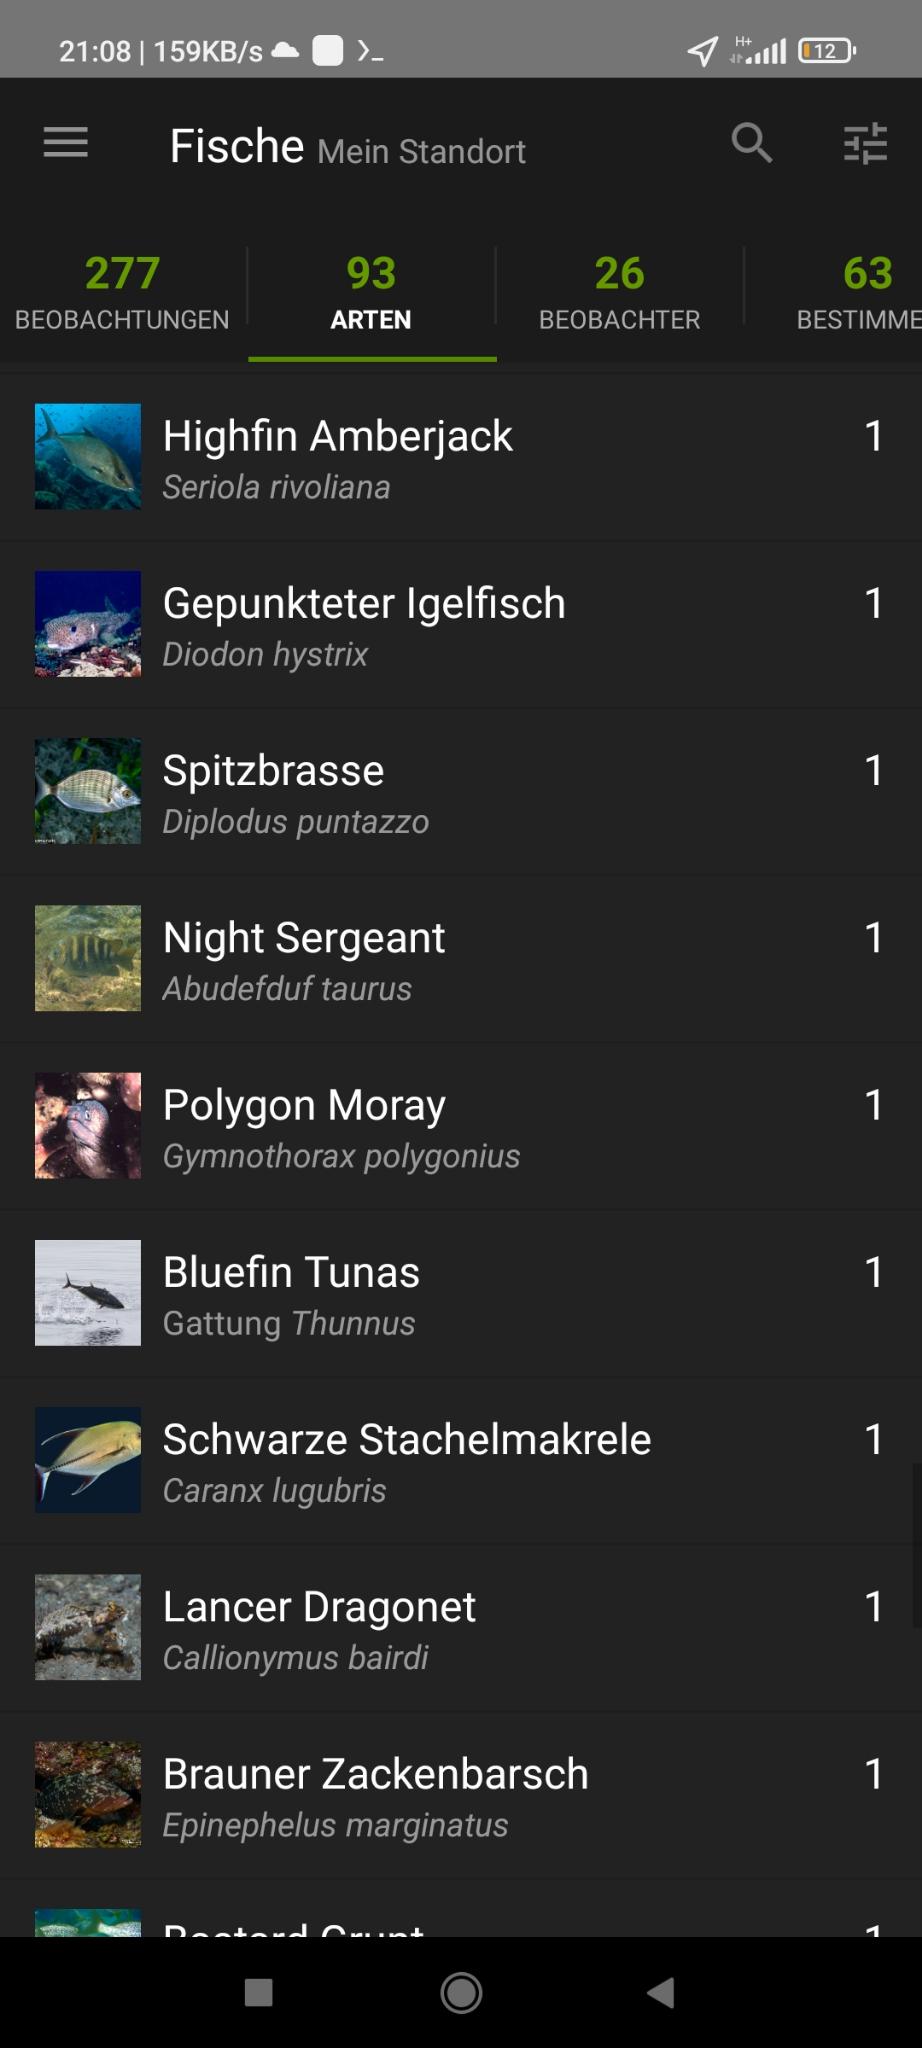 21:08 | 159KB/s
H+
12
Fische Mein Standort
277
93
26
63
BEOBACHTUNGEN
ARTEN
BEOBACHTER
BESTIMME
Highfin Amberjack 1
Seriola rivoliana
Gepunkteter Igelfisch 1
Diodon hystrix
Spitzbrasse 1
Diplodus puntazzo
Night Sergeant 1
Abudefduf taurus
Polygon Moray 1
Gymnothorax polygonius
Bluefin Tunas 1
Gattung Thunnus
Schwarze Stachelmakrele 1
Caranx lugubris
Lancer Dragonet 1
Callionymus bairdi
Brauner Zackenbarsch 1
Epinephelus marginatus
Bastard Grunt 1